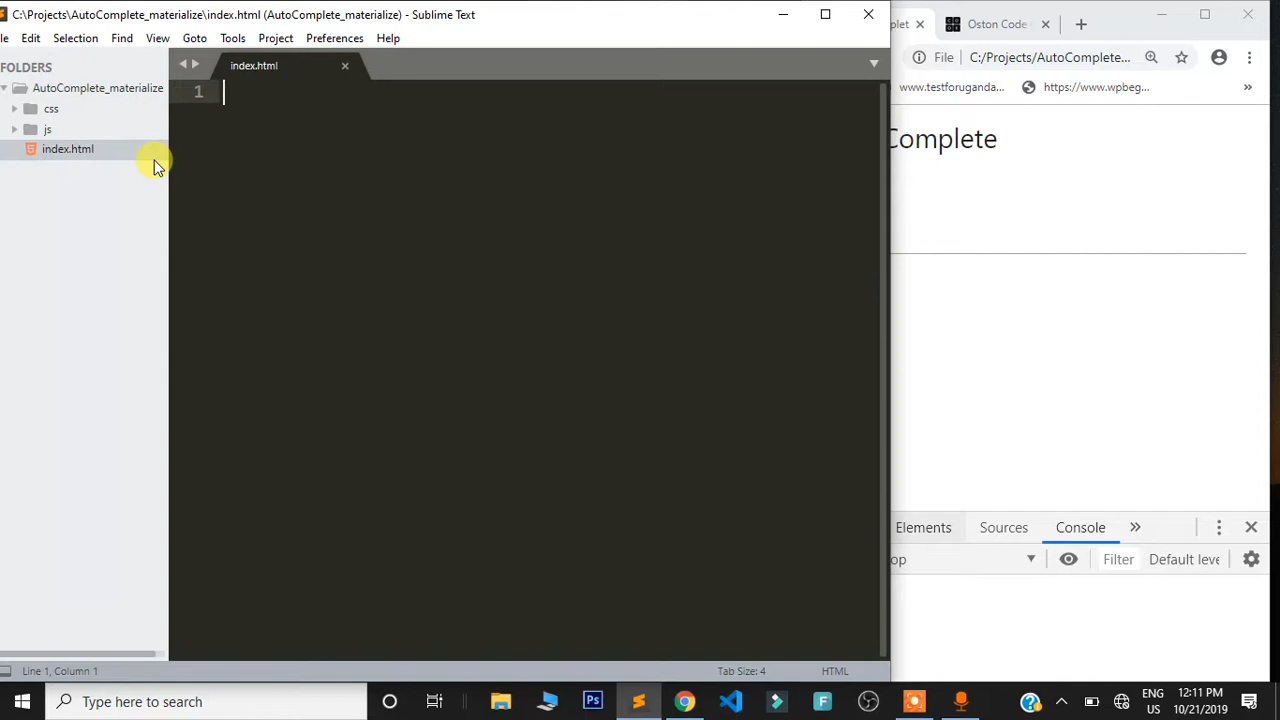 C:\Projects\AutoComplete_materialize\index.html (AutoComplete_materialize) - Sublime Text
le Edit Selection Find View Goto Tools Project Preferences Help
FOLDERS
AutoComplete_materialize
css
js
index.html
index.html
1
Line 1, Column 1
Tab Size: 4
HTML
plet
Oston Code
File
C:/Projects/AutoComplete...
www.testforuganda...
https://www.wpbeg...
Complete
Elements
Sources
Console
op
Filter
Default leve
Type here to search
Ps
F
ENG
US
12:11 PM
10/21/2019